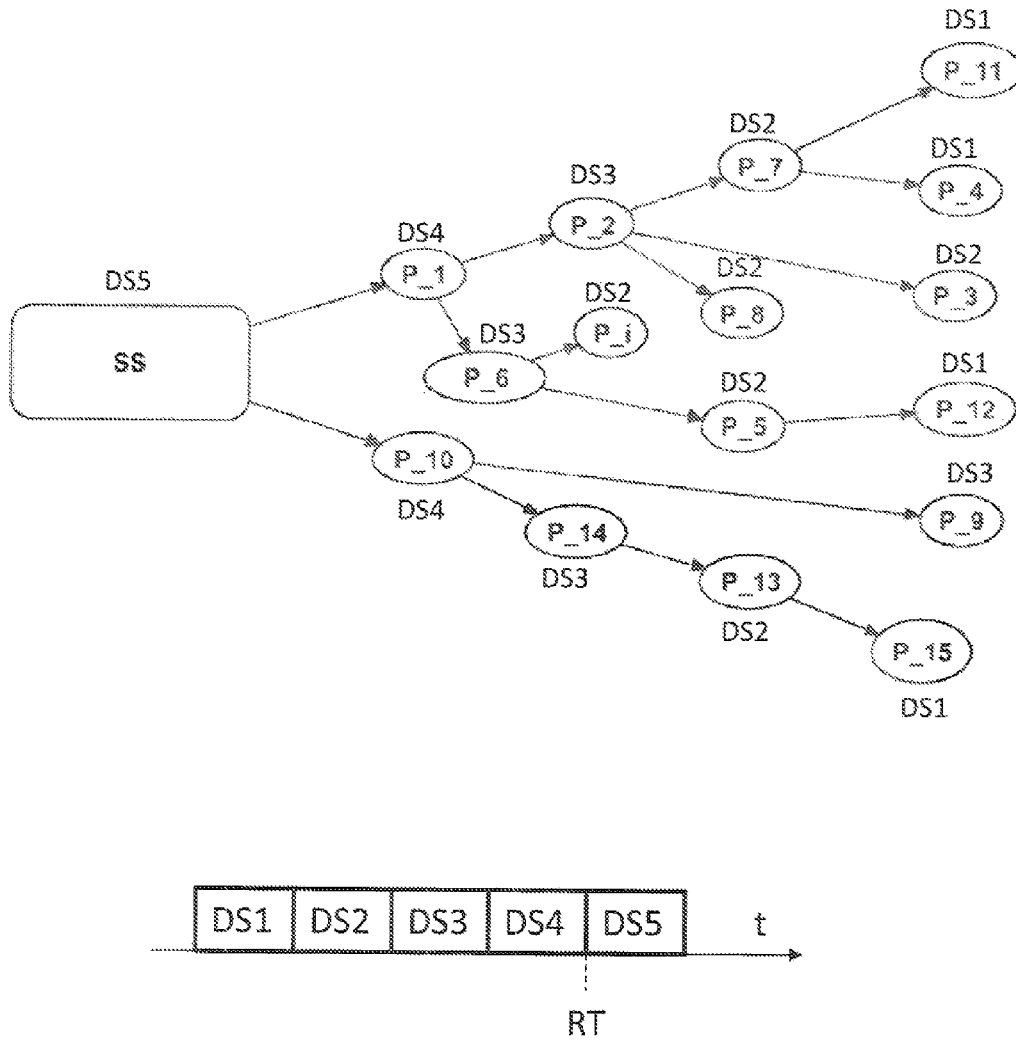 DS1
P_11
DS2
P_7
DS1
P_4
DS3
P_2
DS4
P_1
DS2
P_3
DS2
P_8
DS5
SS
DS2
P_i
DS3
P_6
DS2
P_5
DS1
P_12
P_10
DS4
DS3
P_9
P_14
DS3
P_13
DS2
P_15
DS1
DS1 DS2 DS3 DS4 DS5 t
RT